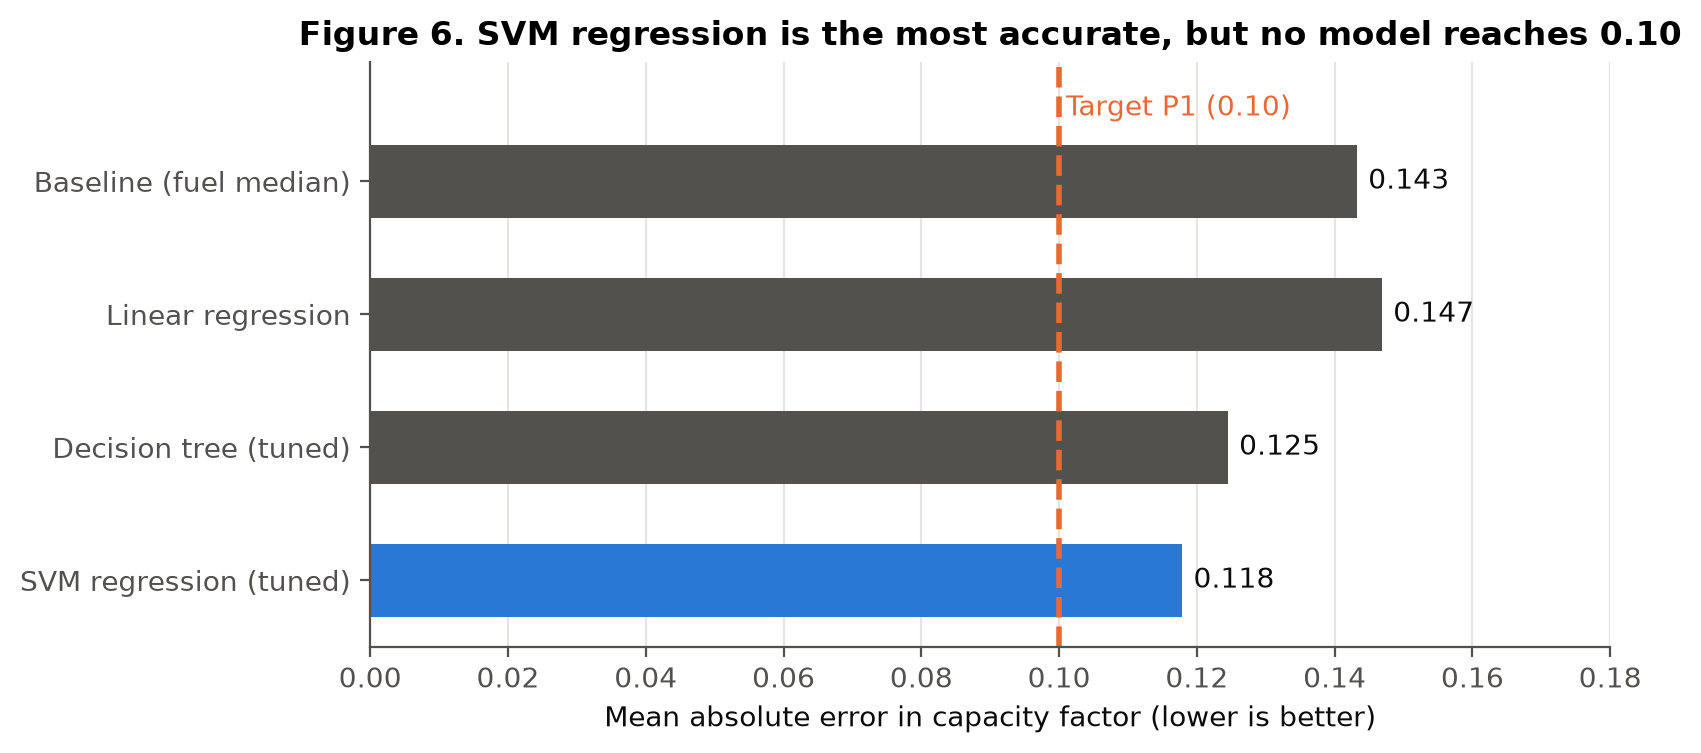 Figure 6. SVM regression is the most accurate, but no model reaches 0.10
Target P1 (0.10)
Baseline (fuel median)
0.143
Linear regression
0.147
Decision tree (tuned)
0.125
SVM regression (tuned)
0.118
0.00 0.02 0.04 0.06 0.08 0.10 0.12 0.14 0.16 0.18
Mean absolute error in capacity factor (lower is better)